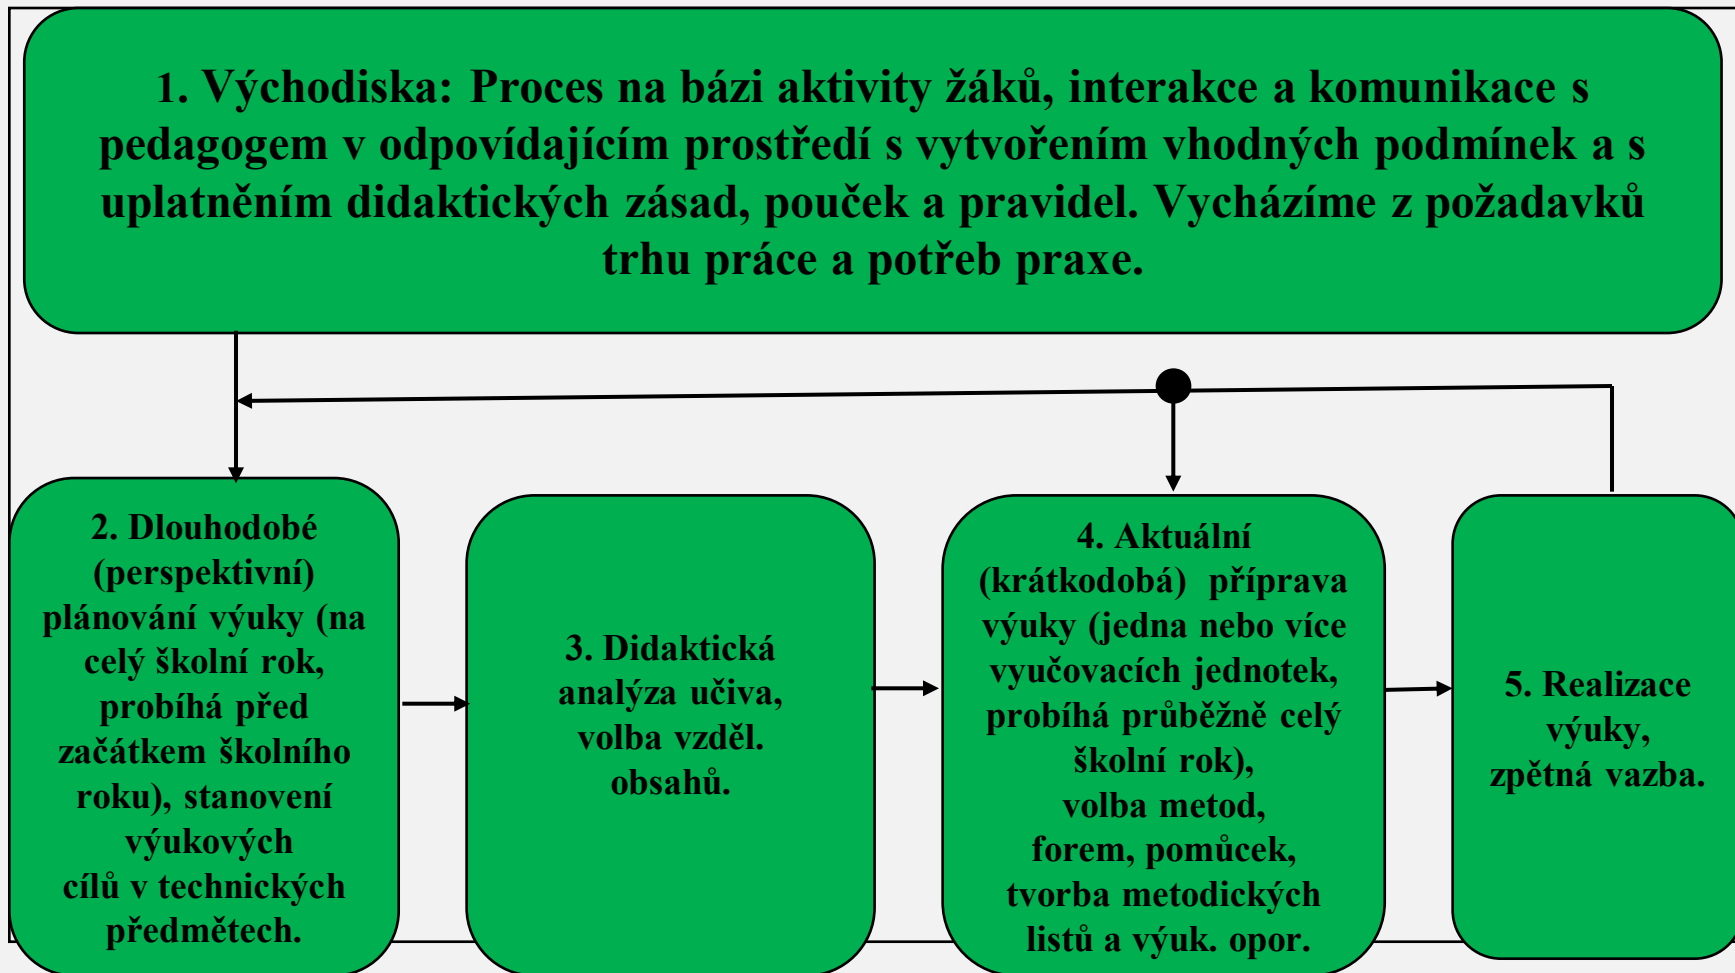 1. Východiska: Proces na bázi aktivity žáků, interakce a komunikace s
pedagogem v odpovídajícím prostředí s vytvořením vhodných podmínek a s
uplatněním didaktických zásad, pouček a pravidel. Vycházíme z požadavků
trhu práce a potřeb praxe.
2. Dlouhodobé
(perspektivní)
plánování výuky (na
celý školní rok,
probíhá před
začátkem školního
roku), stanovení
výukových
cílů v technických
předmětech.
3. Didaktická
analýza učiva,
volba vzděl.
obsahů.
4. Aktuální
(krátkodobá) příprava
výuky (jedna nebo více
vyučovacích jednotek,
probíhá průběžně celý
školní rok),
volba metod,
forem, pomůcek,
tvorba metodických
listů a výuk. opor.
5. Realizace
výuky,
zpětná vazba.